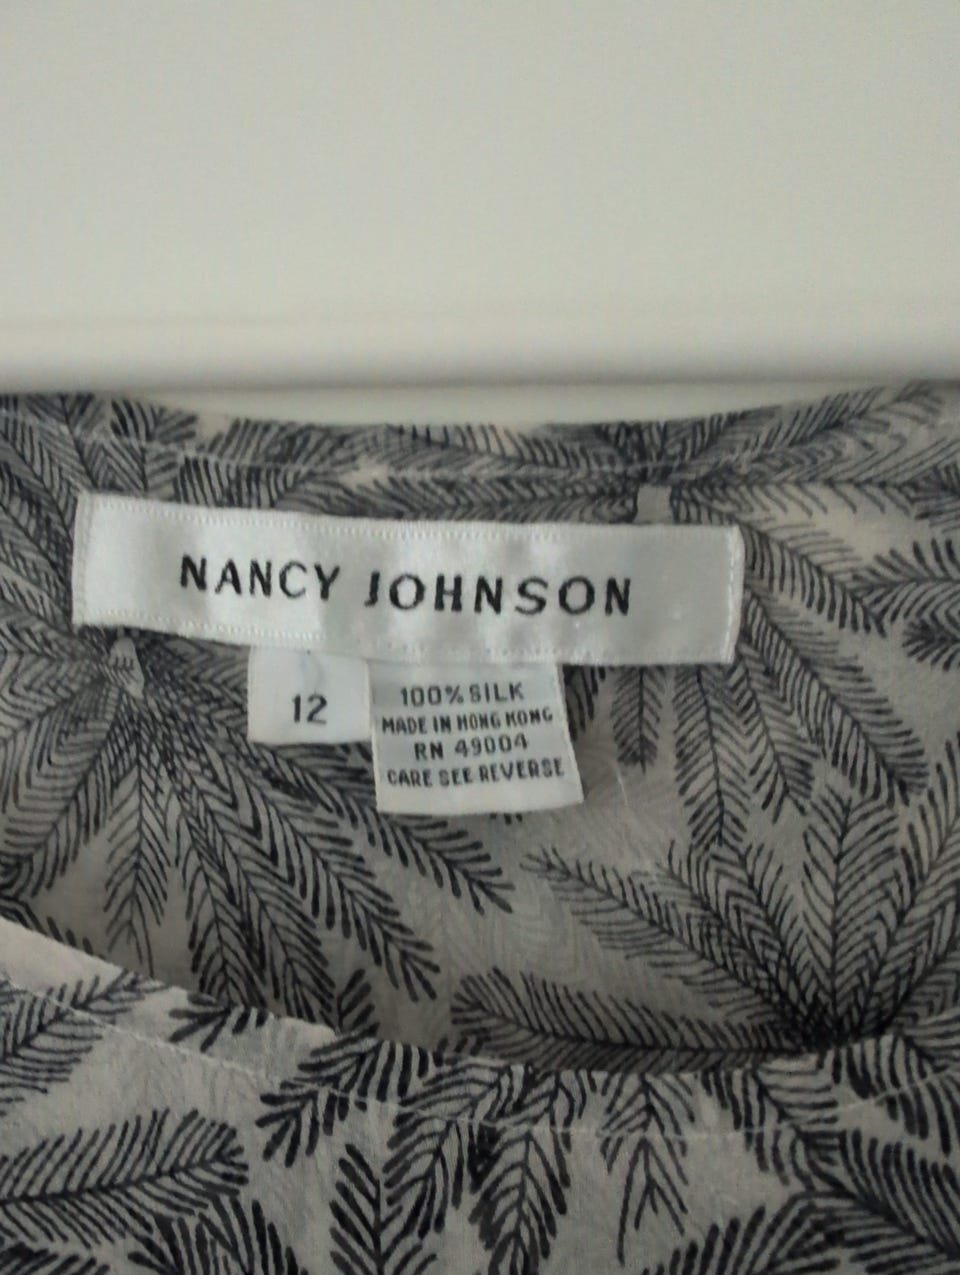 NANCY JOHNSON
12
100% SILK
MADE IN HONG KONG
RN 49004
CARE SEE REVERSE